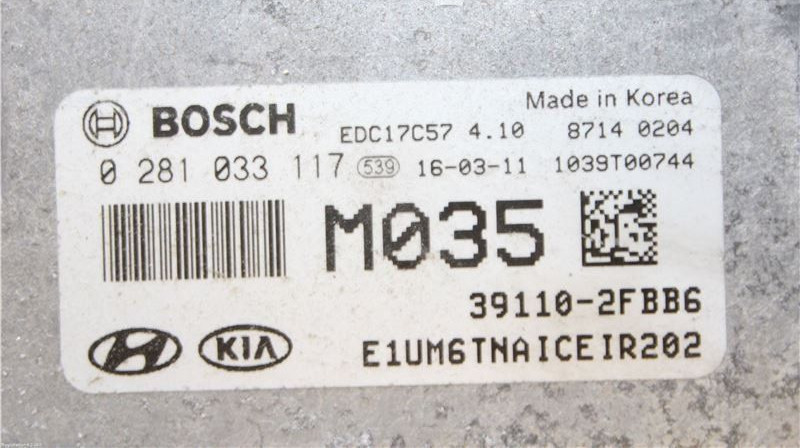 Made in Korea
BOSCH
EDC17C57 4.10 8714 0204
0 281 033 117 539 16-03-11 1039T00744
M035
39110-2FBB6
KIA
E1UM6TNAICEIR202